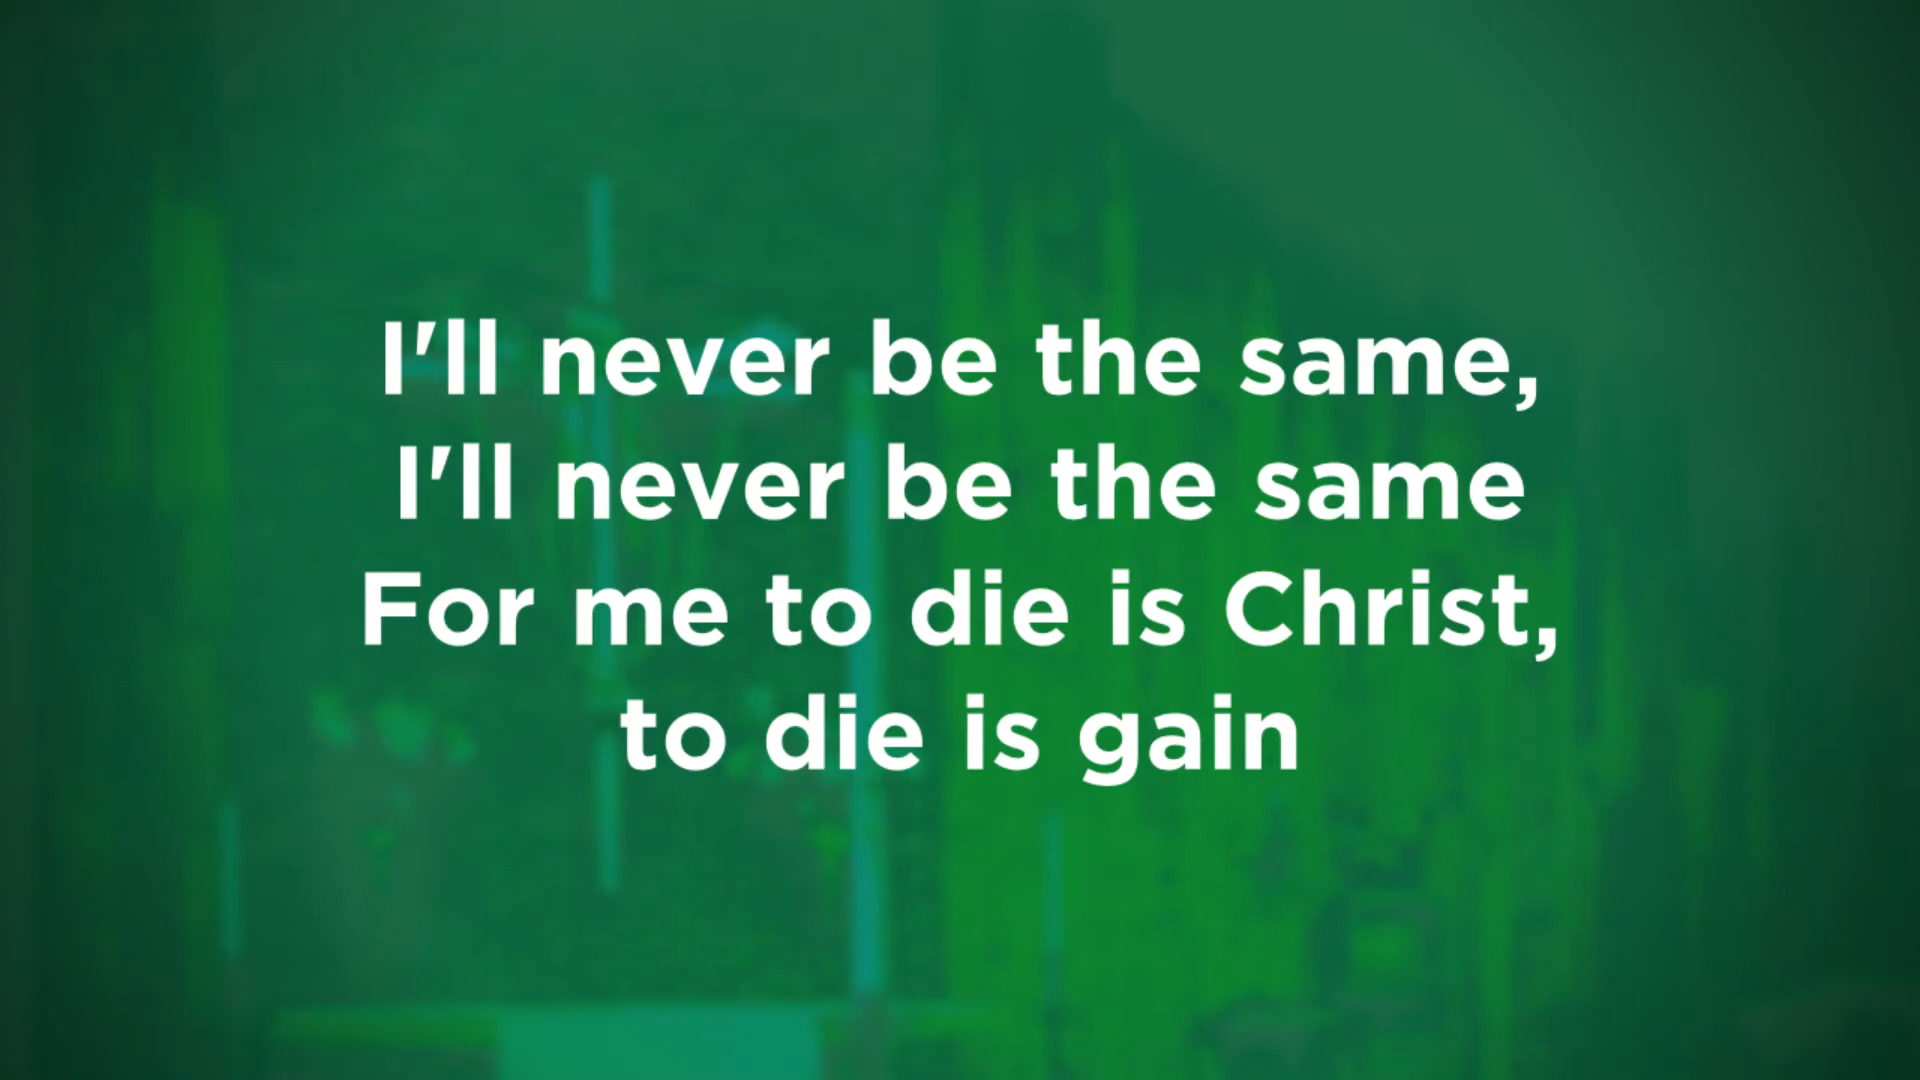 I'll never be the same,
I'll never be the same
For me to die is Christ,
to die is gain